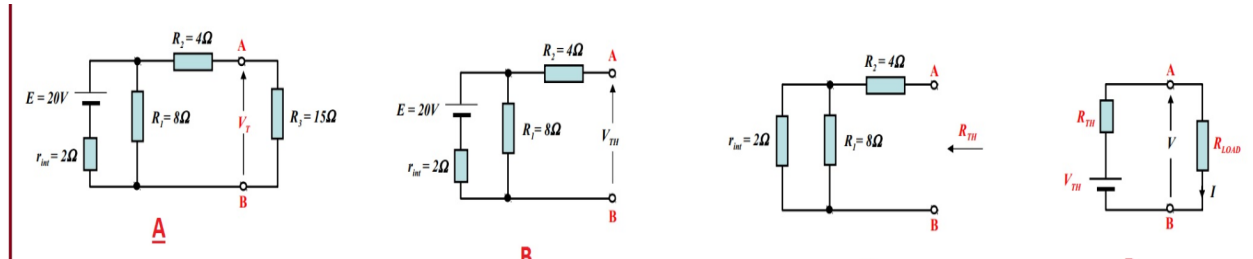 R₂= 4Ω
A
E = 20V
R₁= 8Ω
V_T
R₃= 15Ω
r_int = 2Ω
B
A
R₂= 4Ω
A
E = 20V
R₁= 8Ω
V_TH
r_int = 2Ω
B
B
R₂= 4Ω
A
r_int = 2Ω
R₁= 8Ω
R_TH
B
A
R_TH
V
R_LOAD
V_TH
I
B